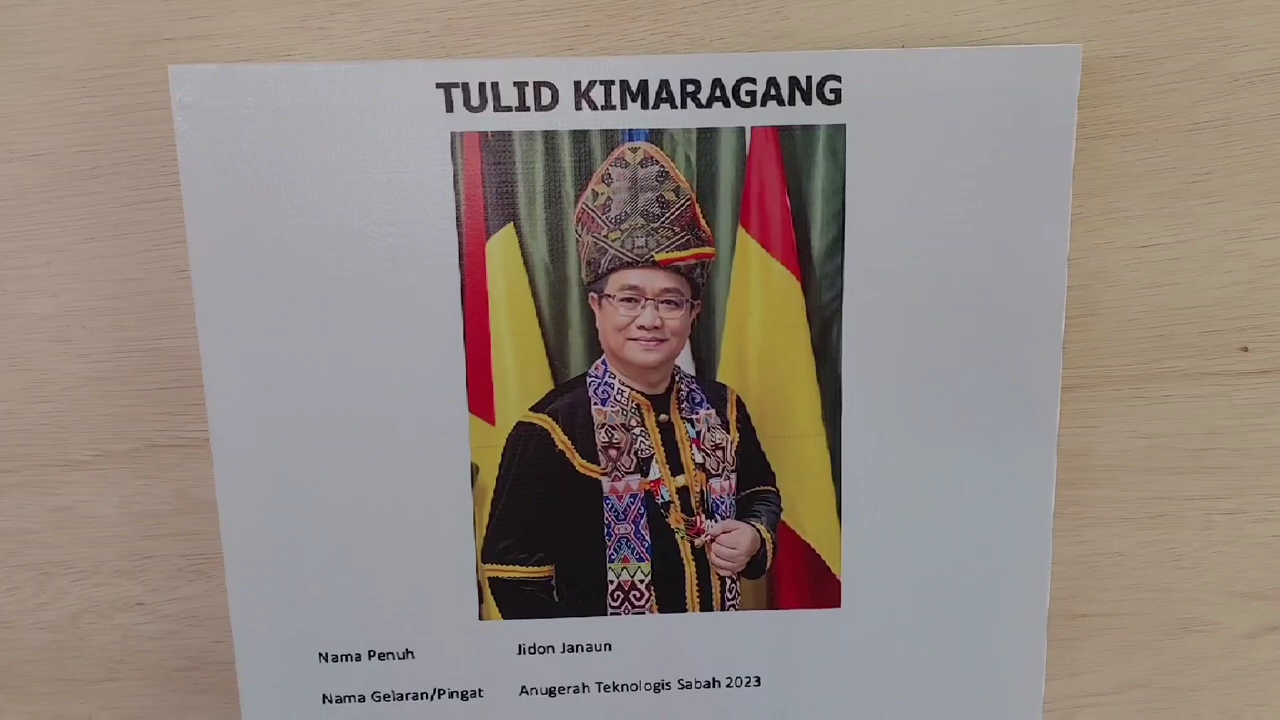 TULID KIMARAGANG
Nama Penuh Jidon Janaun
Nama Gelaran/Pingat Anugerah Teknologis Sabah 2023